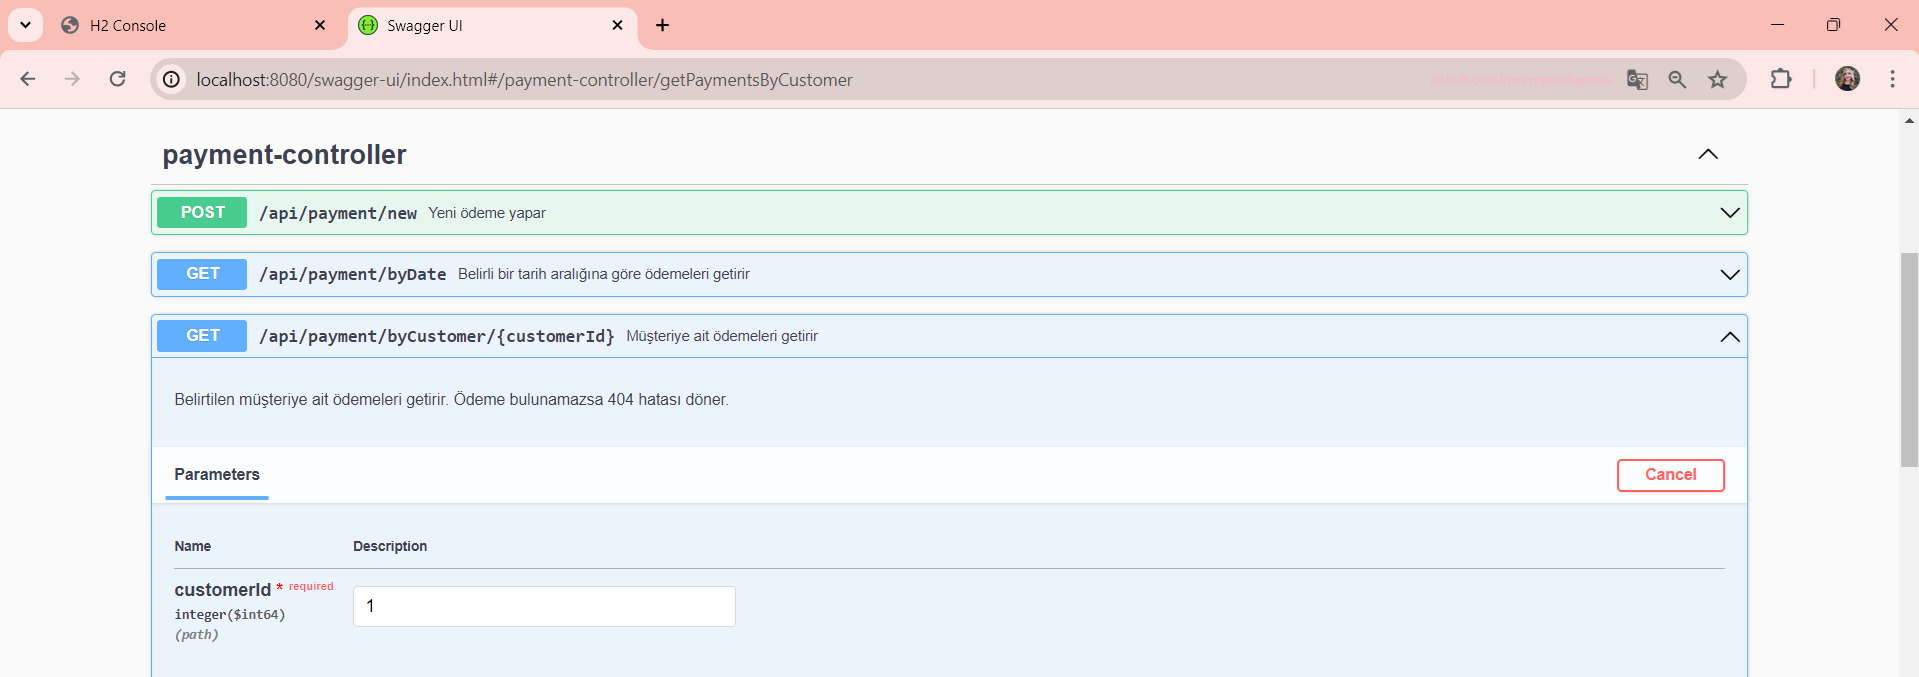 H2 Console
Swagger UI
localhost:8080/swagger-ui/index.html#/payment-controller/getPaymentsByCustomer
payment-controller
POST /api/payment/new Yeni ödeme yapar
GET /api/payment/byDate Belirli bir tarih aralığına göre ödemeleri getirir
GET /api/payment/byCustomer/{customerId} Müşteriye ait ödemeleri getirir
Belirtilen müşteriye ait ödemeleri getirir. Ödeme bulunamazsa 404 hatası döner.
Parameters
Cancel
Name Description
customerId * required
integer($int64)
(path)
1